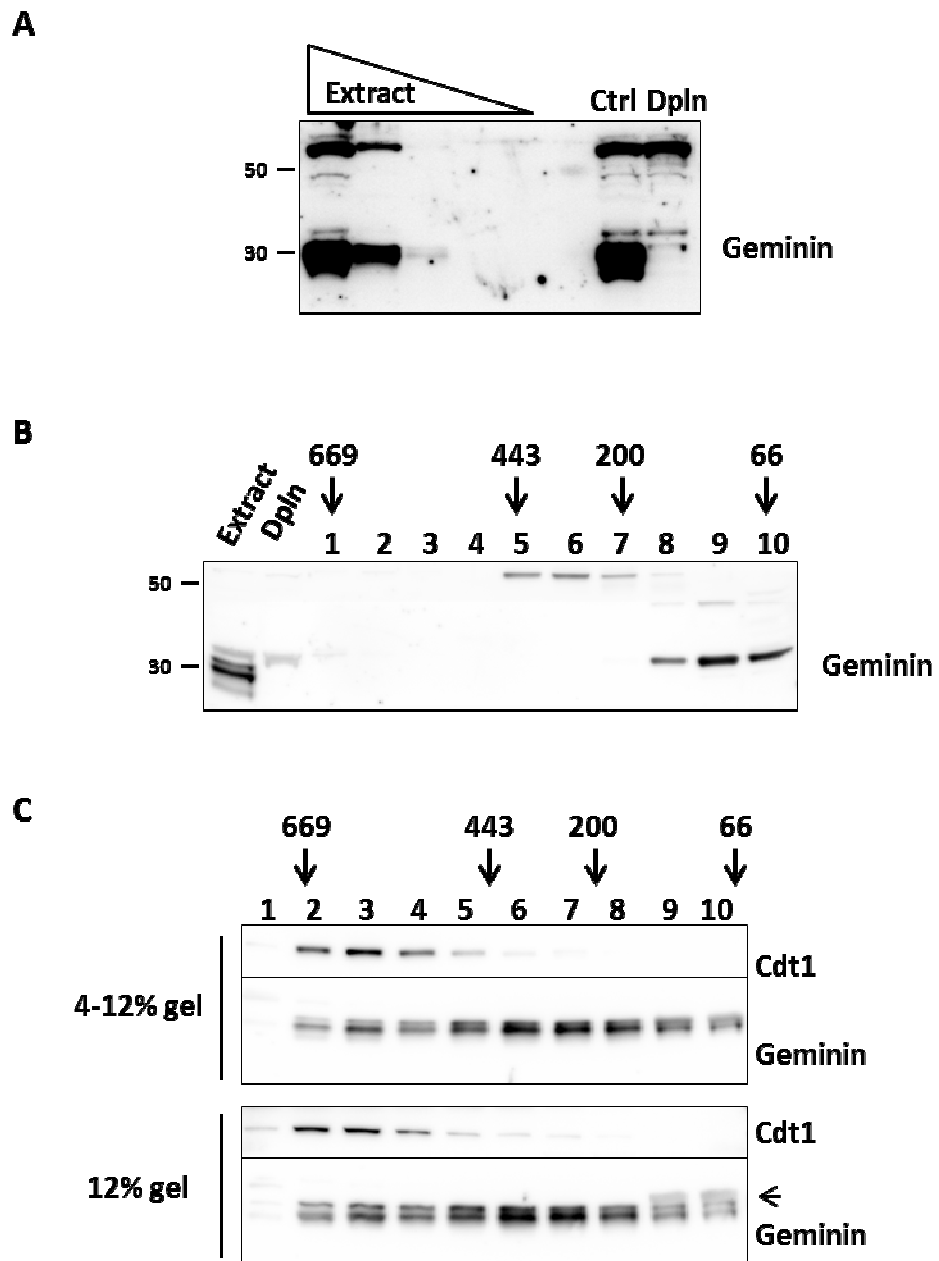 A
Extract
Ctrl Dpln
50
30
Geminin
B
669 443 200 66
Extract
Dpln
1 2 3 4 5 6 7 8 9 10
50
30
Geminin
C
669 443 200 66
1 2 3 4 5 6 7 8 9 10
Cdt1
4-12% gel
Geminin
Cdt1
12% gel
Geminin